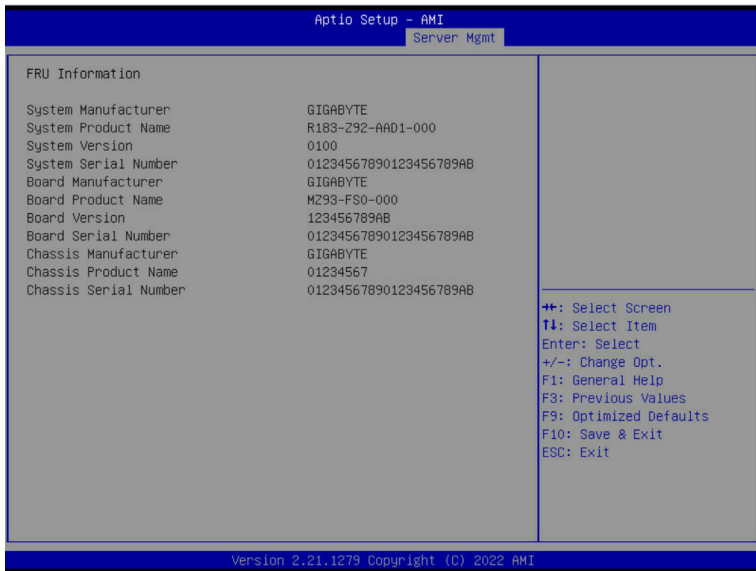 Aptio Setup – AMI
Server Mgmt
FRU Information
System Manufacturer GIGABYTE
System Product Name R183-Z92-AAD1-000
System Version 0100
System Serial Number 01234567890123456789AB
Board Manufacturer GIGABYTE
Board Product Name MZ93-FS0-000
Board Version 123456789AB
Board Serial Number 01234567890123456789AB
Chassis Manufacturer GIGABYTE
Chassis Product Name 01234567
Chassis Serial Number 01234567890123456789AB
→←: Select Screen
↑↓: Select Item
Enter: Select
+/-: Change Opt.
F1: General Help
F3: Previous Values
F9: Optimized Defaults
F10: Save & Exit
ESC: Exit
Version 2.21.1279 Copyright (C) 2022 AMI